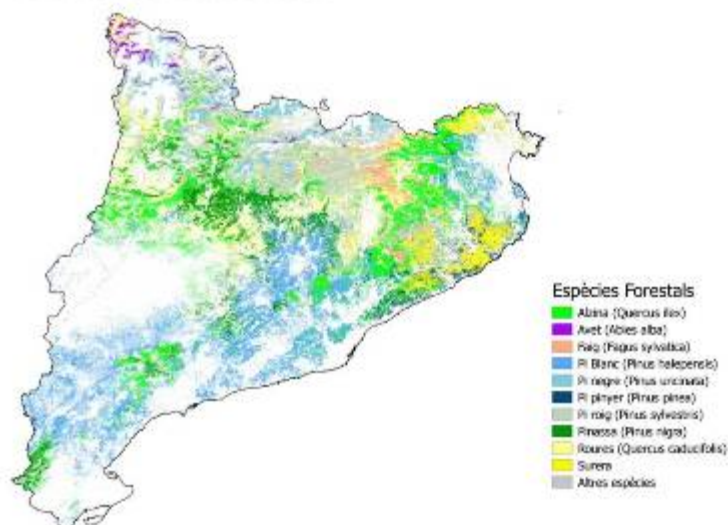 Espècies Forestals
Alzina (Quercus ilex)
Avet (Abies alba)
Faig (Fagus sylvatica)
Pi Blanc (Pinus halepensis)
Pi negre (Pinus uncinata)
Pi pinyer (Pinus pinea)
Pi roig (Pinus sylvestris)
Pinassa (Pinus nigra)
Roures (Quercus caducifolis)
Surera
Altres espècies